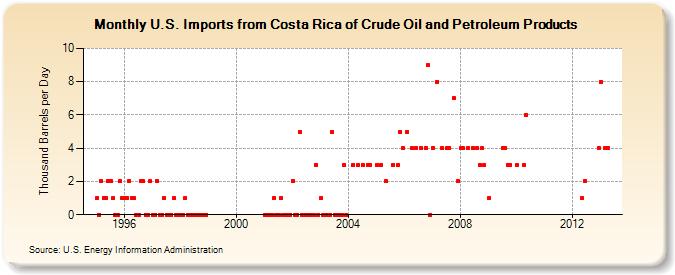 Monthly U.S. Imports from Costa Rica of Crude Oil and Petroleum Products
Thousand Barrels per Day
10
8
6
4
2
0
1996 2000 2004 2008 2012
Source: U.S. Energy Information Administration